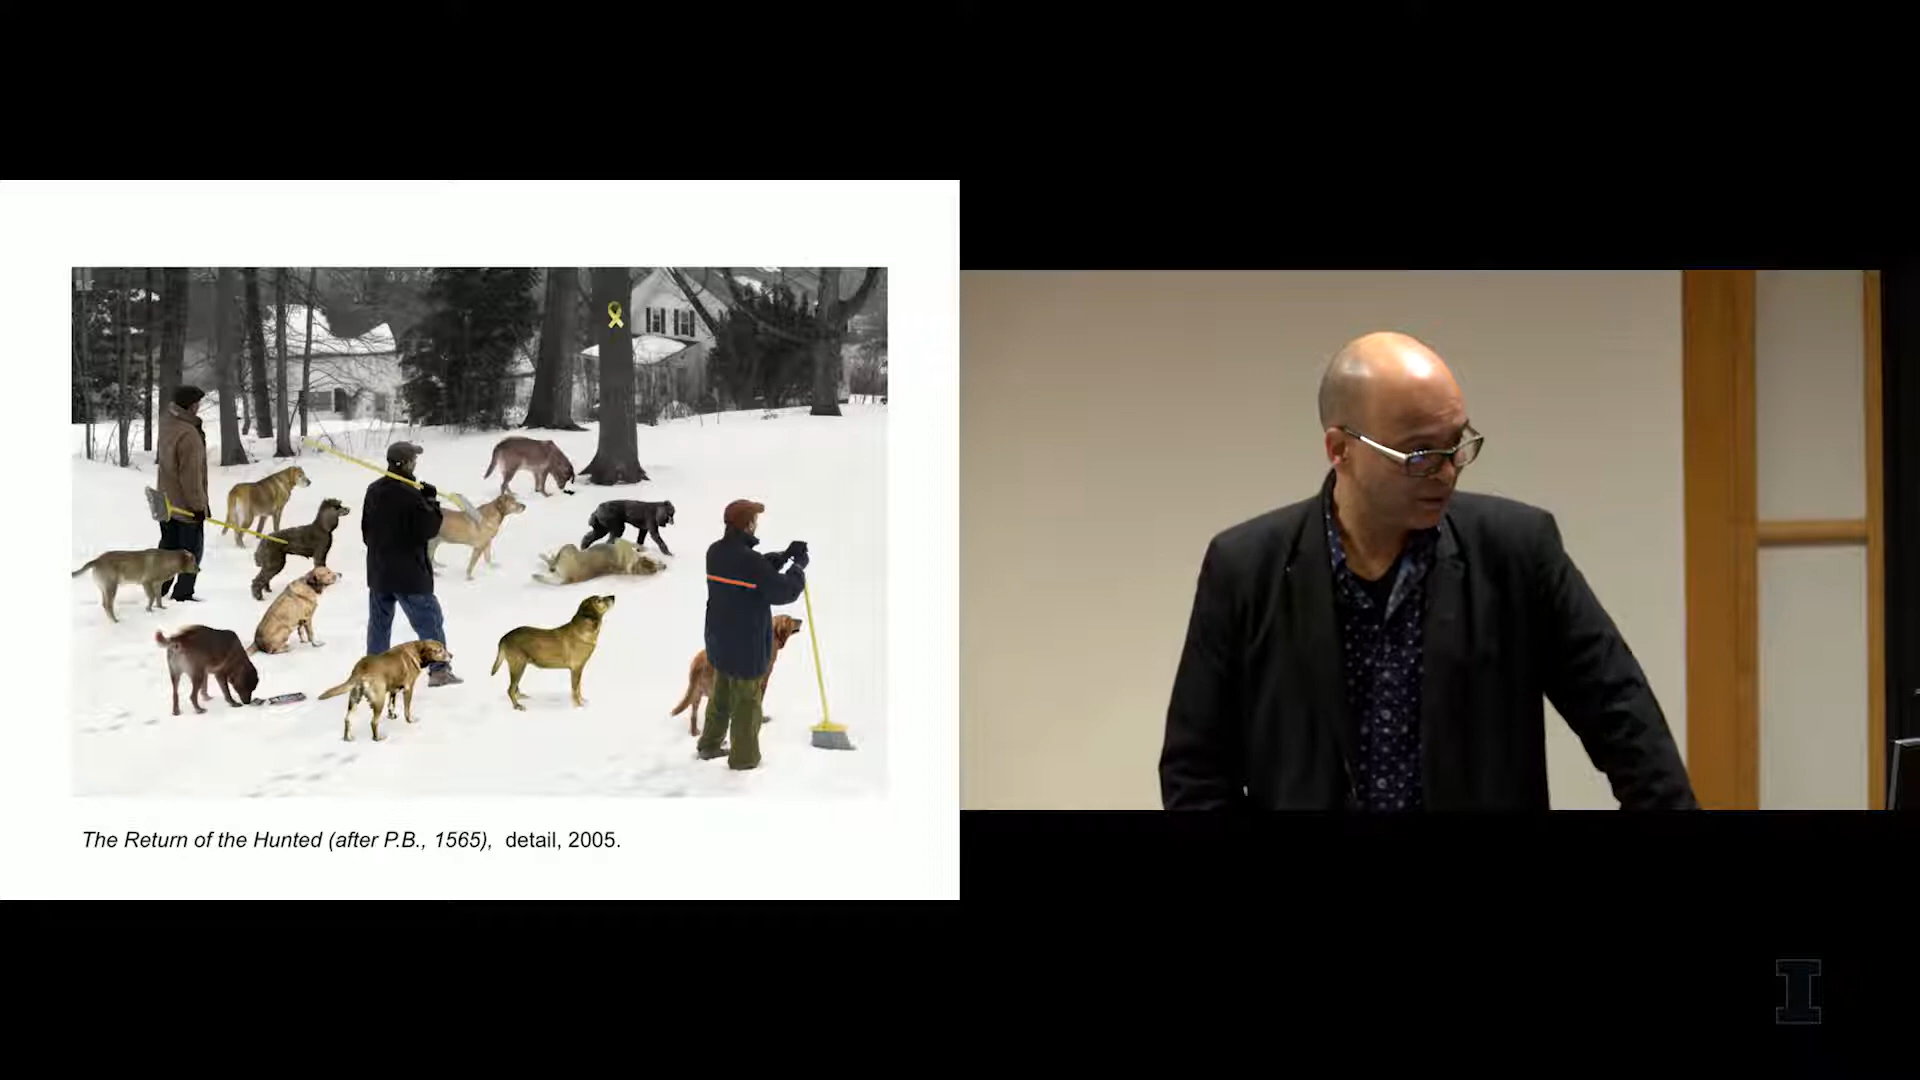 The Return of the Hunted (after P.B., 1565),  detail, 2005.
I